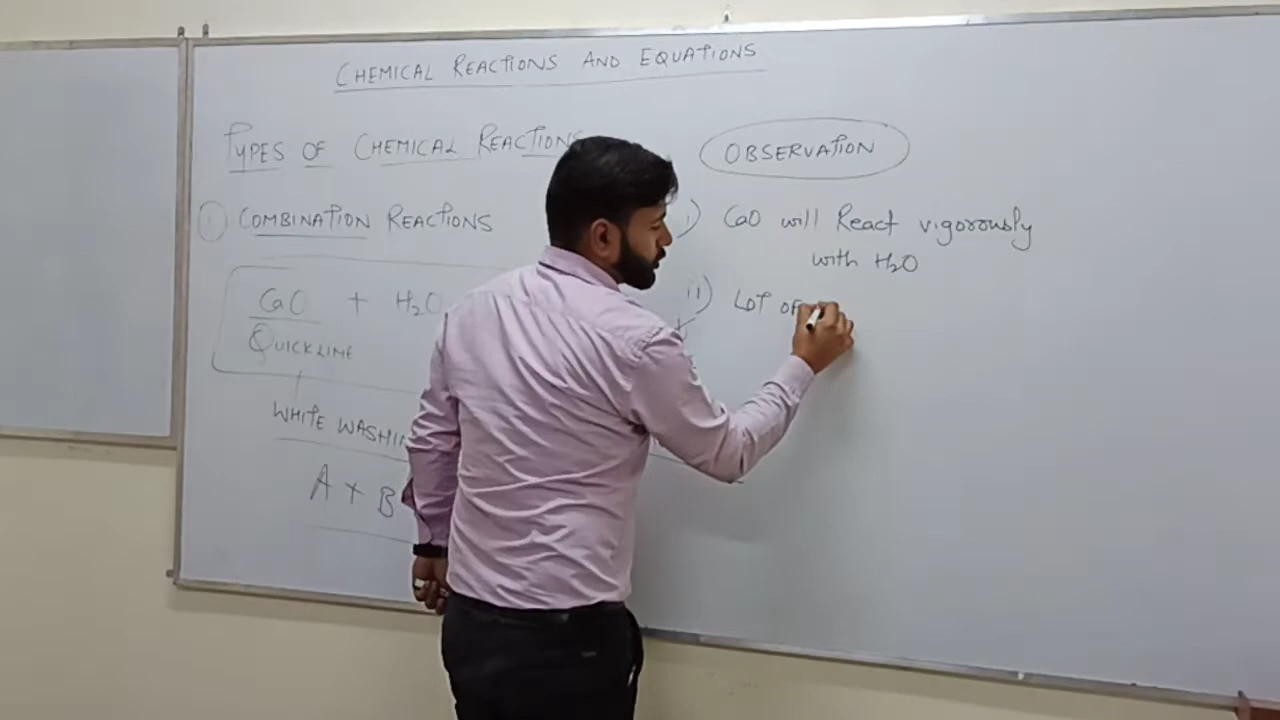 CHEMICAL REACTIONS AND EQUATIONS
TYPES OF CHEMICAL REACTIONS
1 COMBINATION REACTIONS
CaO + H₂O
QUICKLIME
WHITE WASHIN
A + B
OBSERVATION
i) CaO will React vigorously
with H₂O
ii) LOT OF